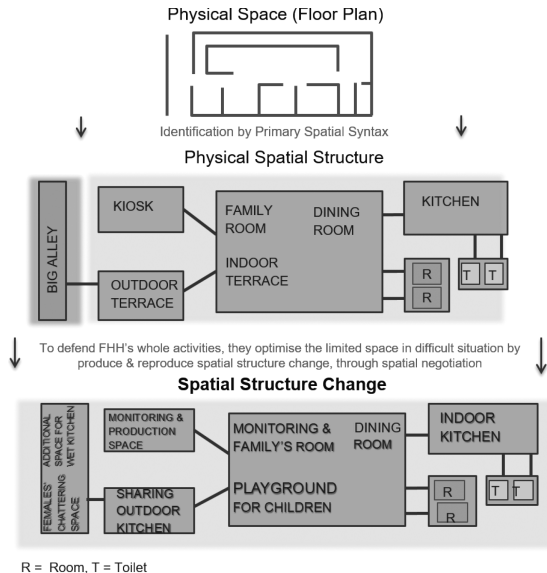 Physical Space (Floor Plan)
Identification by Primary Spatial Syntax
Physical Spatial Structure
BIG ALLEY
KIOSK
OUTDOOR
TERRACE
FAMILY
ROOM
DINING
ROOM
INDOOR
TERRACE
KITCHEN
R
R
T T
To defend FHH's whole activities, they optimise the limited space in difficult situation by
produce & reproduce spatial structure change, through spatial negotiation
Spatial Structure Change
FEMALES'
CHATTERING
SPACE
ADDITIONAL
SPACE FOR
WET KITCHEN
MONITORING &
PRODUCTION
SPACE
SHARING
OUTDOOR
KITCHEN
MONITORING &
FAMILY'S ROOM
DINING
ROOM
PLAYGROUND
FOR CHILDREN
INDOOR
KITCHEN
R
R
T T
R = Room, T = Toilet